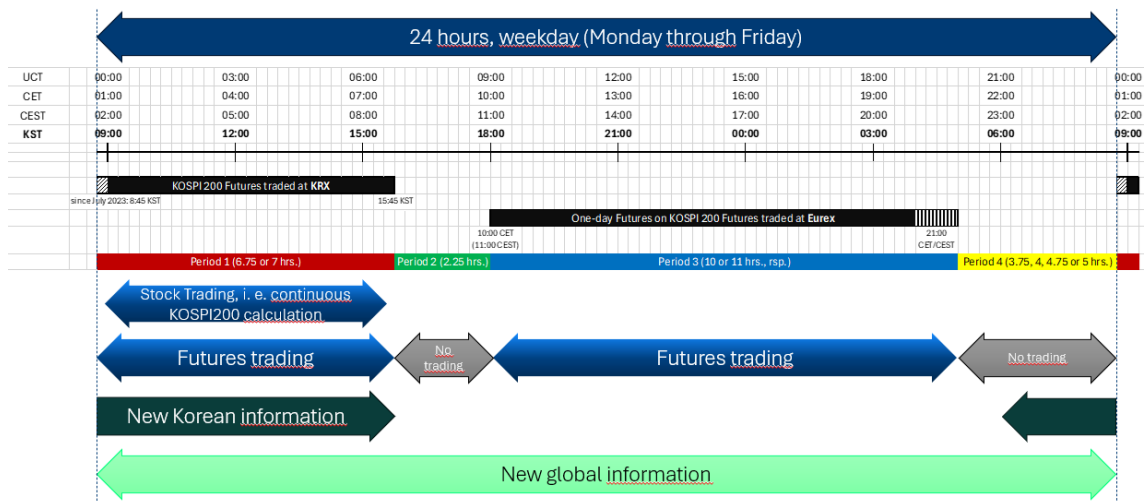 24 hours, weekday (Monday through Friday)
UCT 00:00 03:00 06:00 09:00 12:00 15:00 18:00 21:00 00:00
CET 01:00 04:00 07:00 10:00 13:00 16:00 19:00 22:00 01:00
CEST 02:00 05:00 08:00 11:00 14:00 17:00 20:00 23:00 02:00
KST 09:00 12:00 15:00 18:00 21:00 00:00 03:00 06:00 09:00
KOSPI 200 Futures traded at KRX
since July 2023: 8:45 KST 15:45 KST
One-day Futures on KOSPI 200 Futures traded at Eurex
10:00 CET
(11:00 CEST)
21:00
CET/CEST
Period 1 (6.75 or 7 hrs.) Period 2 (2.25 hrs.) Period 3 (10 or 11 hrs., rsp.) Period 4 (3.75, 4, 4.75 or 5 hrs.)
Stock Trading, i. e. continuous
KOSPI200 calculation
Futures trading
No
trading
Futures trading
No trading
New Korean information
New global information